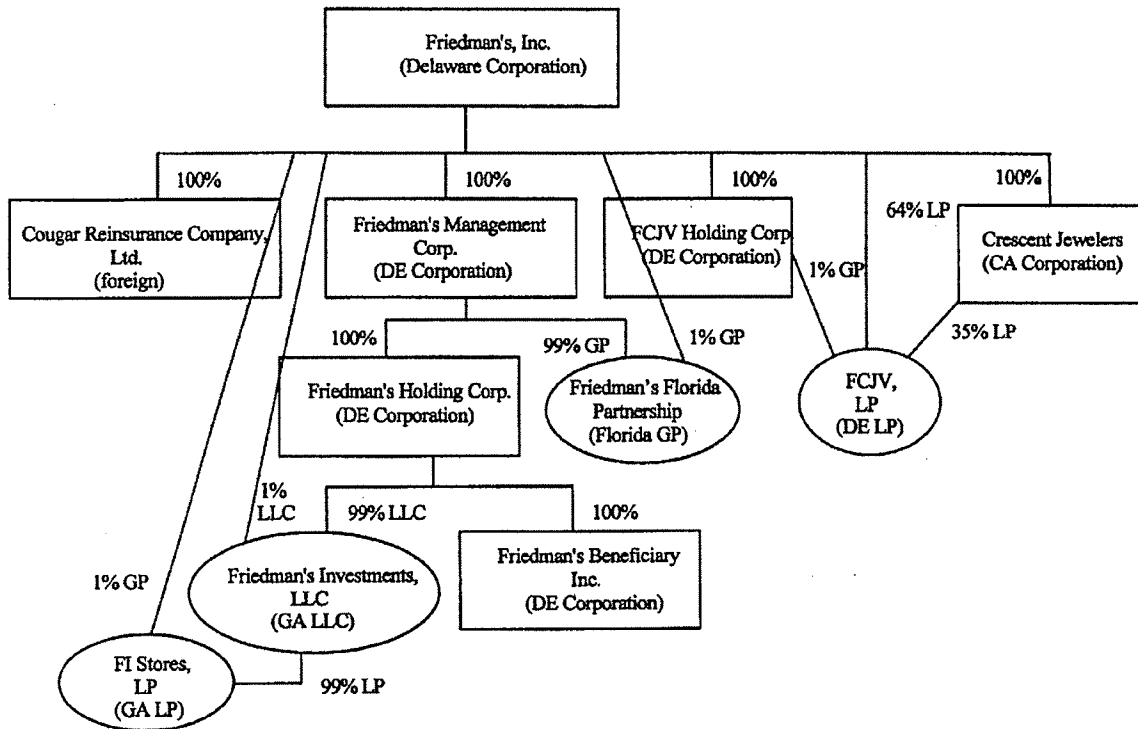 Friedman's, Inc.
(Delaware Corporation)
100%
100%
100%
100%
Cougar Reinsurance Company,
Ltd.
(foreign)
Friedman's Management
Corp.
(DE Corporation)
FCJV Holding Corp.
(DE Corporation)
64% LP
Crescent Jewelers
(CA Corporation)
1% GP
100%
99% GP
1% GP
35% LP
Friedman's Holding Corp.
(DE Corporation)
Friedman's Florida
Partnership
(Florida GP)
FCJV,
LP
(DE LP)
1%
LLC
99% LLC
100%
1% GP
Friedman's Investments,
LLC
(GA LLC)
Friedman's Beneficiary
Inc.
(DE Corporation)
FI Stores,
LP
(GA LP)
99% LP